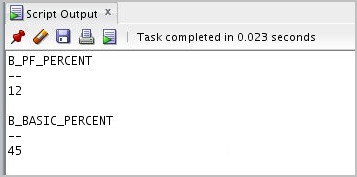 Script Output ×
Task completed in 0.023 seconds
B_PF_PERCENT
--
12
B_BASIC_PERCENT
--
45